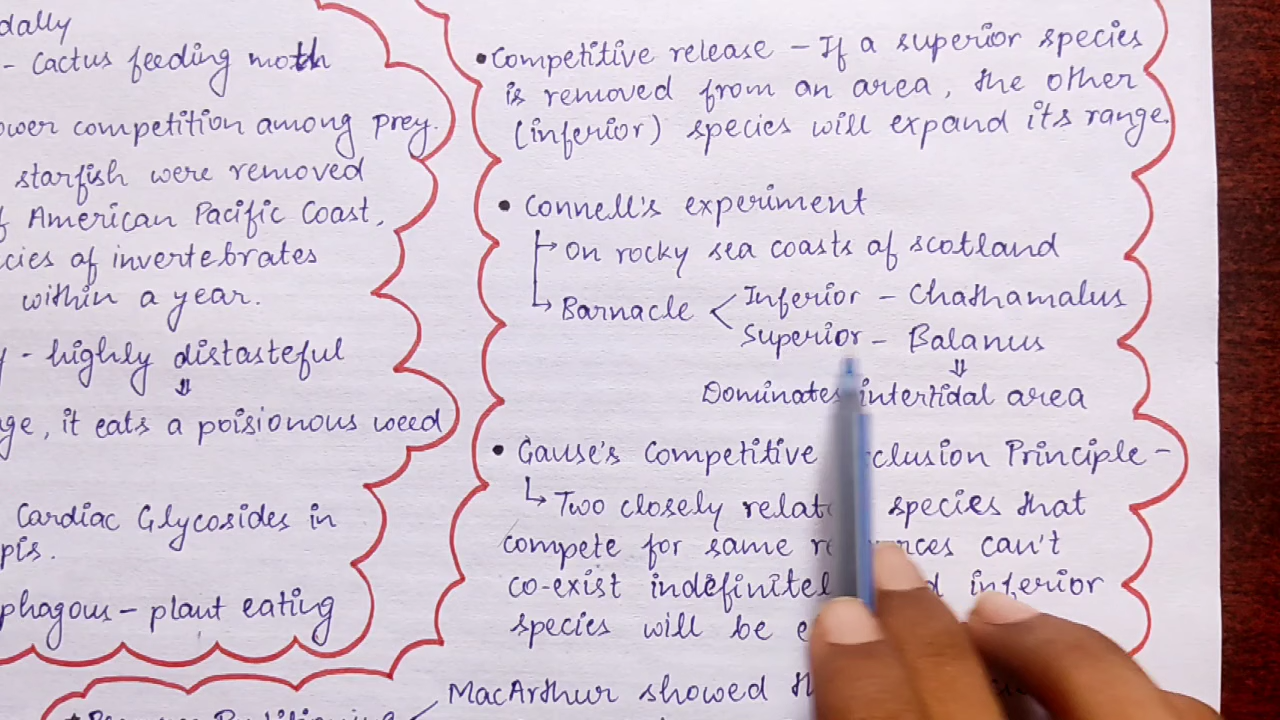 dally
- Cactus feeding moth
ower competition among prey.
starfish were removed
f American Pacific Coast,
cies of invertebrates
within a year.
y - highly distasteful
⇓
ge, it eats a poisionous weed
Cardiac Glycosides in
pis.
phagous - plant eating
• Competitive release - If a superior species
is removed from an area, the other
(inferior) species will expand its range.
• Connell's experiment
↳ On rocky sea coasts of scotland
↳ Barnacle < Inferior - Chathamalus
Superior - Balanus
⇓
Dominates intertidal area
• Gause's Competitive clusion Principle -
↳ Two closely relat species that
compete for same r nces can't
co-exist indefinitel d inferior
species will be e
MacArthur showed